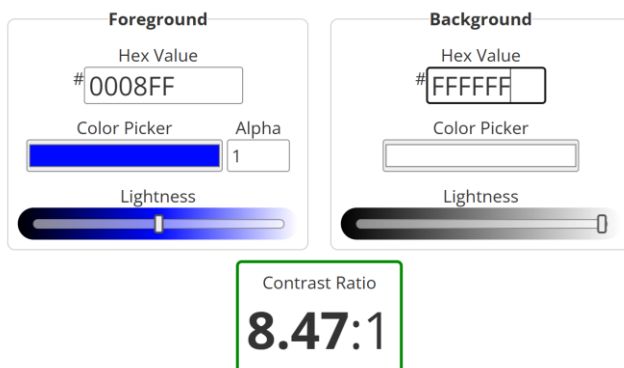 Foreground
Hex Value
#0008FF
Color Picker Alpha
1
Lightness
Background
Hex Value
#FFFFFF
Color Picker
Lightness
Contrast Ratio
8.47:1